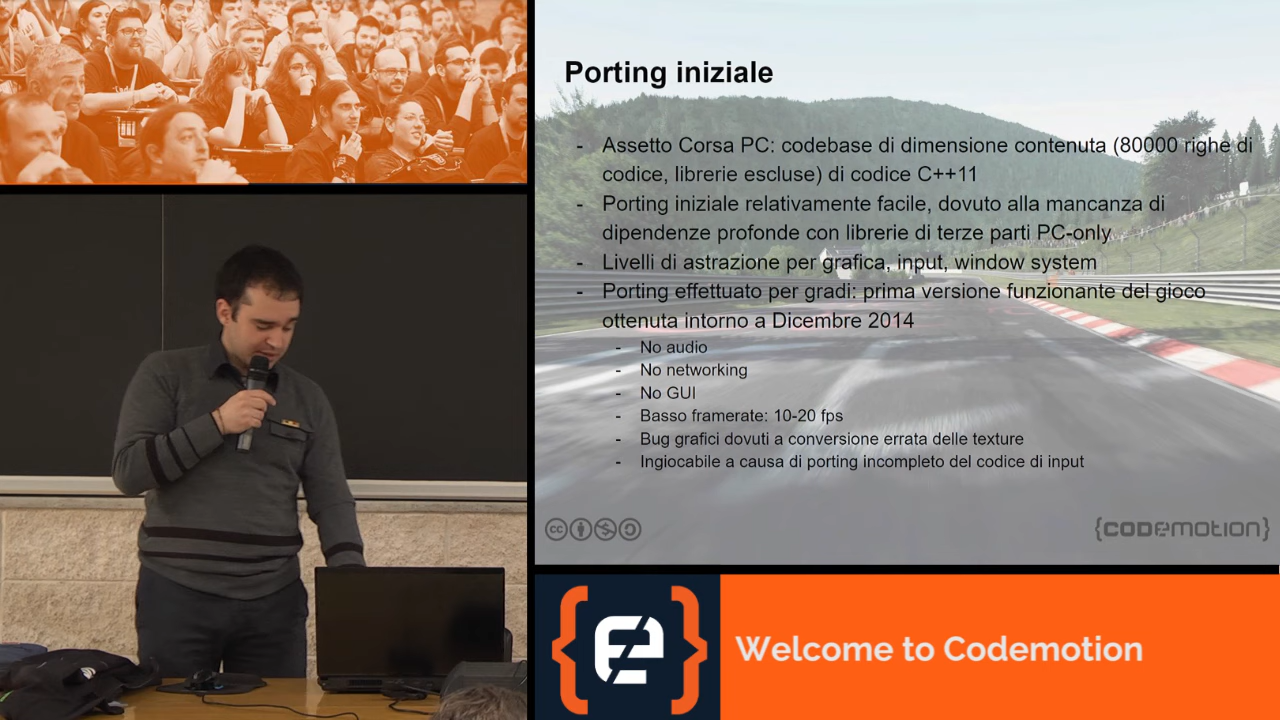 Porting iniziale
- Assetto Corsa PC: codebase di dimensione contenuta (80000 righe di
codice, librerie escluse) di codice C++11
- Porting iniziale relativamente facile, dovuto alla mancanza di
dipendenze profonde con librerie di terze parti PC-only
- Livelli di astrazione per grafica, input, window system
- Porting effettuato per gradi: prima versione funzionante del gioco
ottenuta intorno a Dicembre 2014
- No audio
- No networking
- No GUI
- Basso framerate: 10-20 fps
- Bug grafici dovuti a conversione errata delle texture
- Ingiocabile a causa di porting incompleto del codice di input
cc
{codemotion}
Welcome to Codemotion